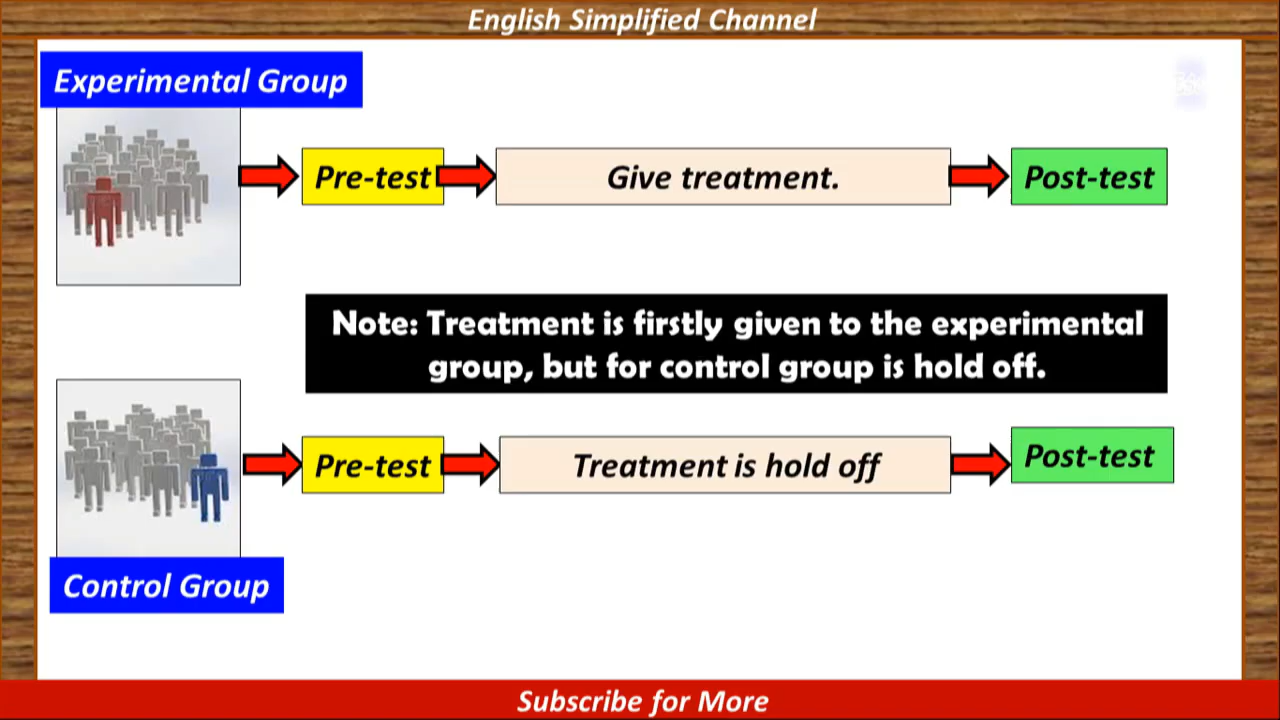 English Simplified Channel
Experimental Group
Pre-test
Give treatment.
Post-test
Note: Treatment is firstly given to the experimental
group, but for control group is hold off.
Pre-test
Treatment is hold off
Post-test
Control Group
Subscribe for More